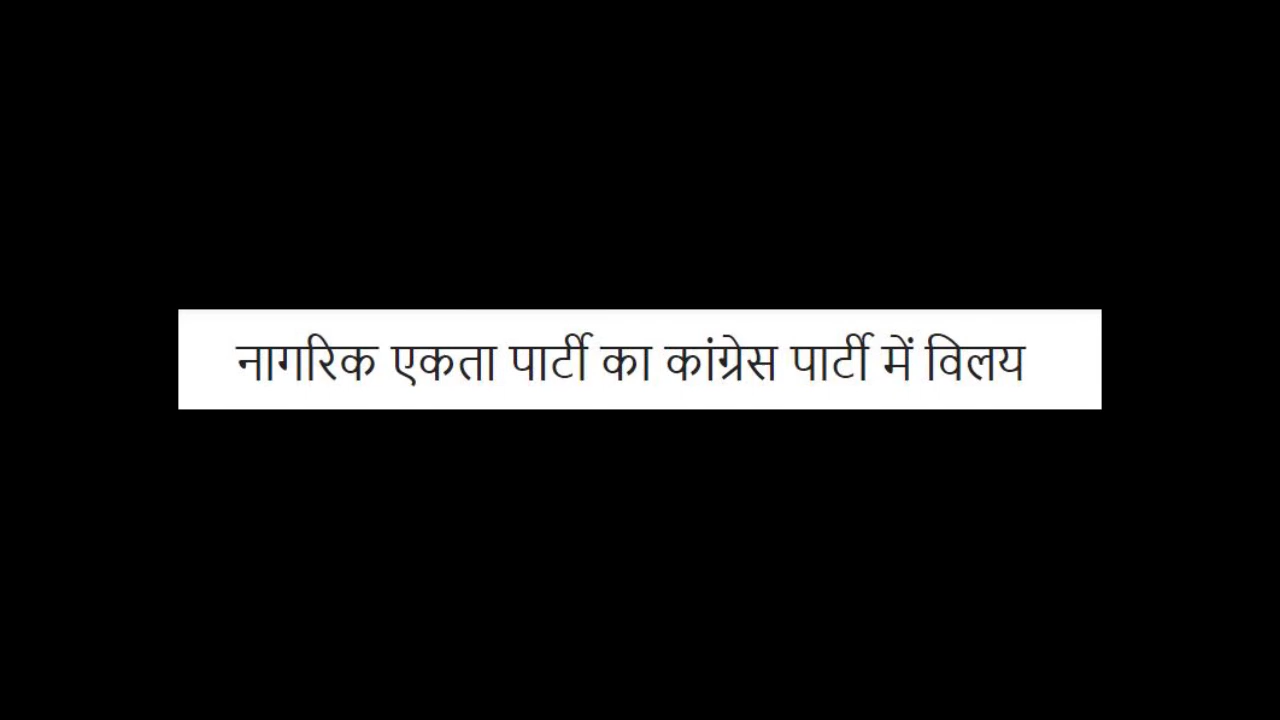 नागरिक एकता पार्टी का कांग्रेस पार्टी में विलय